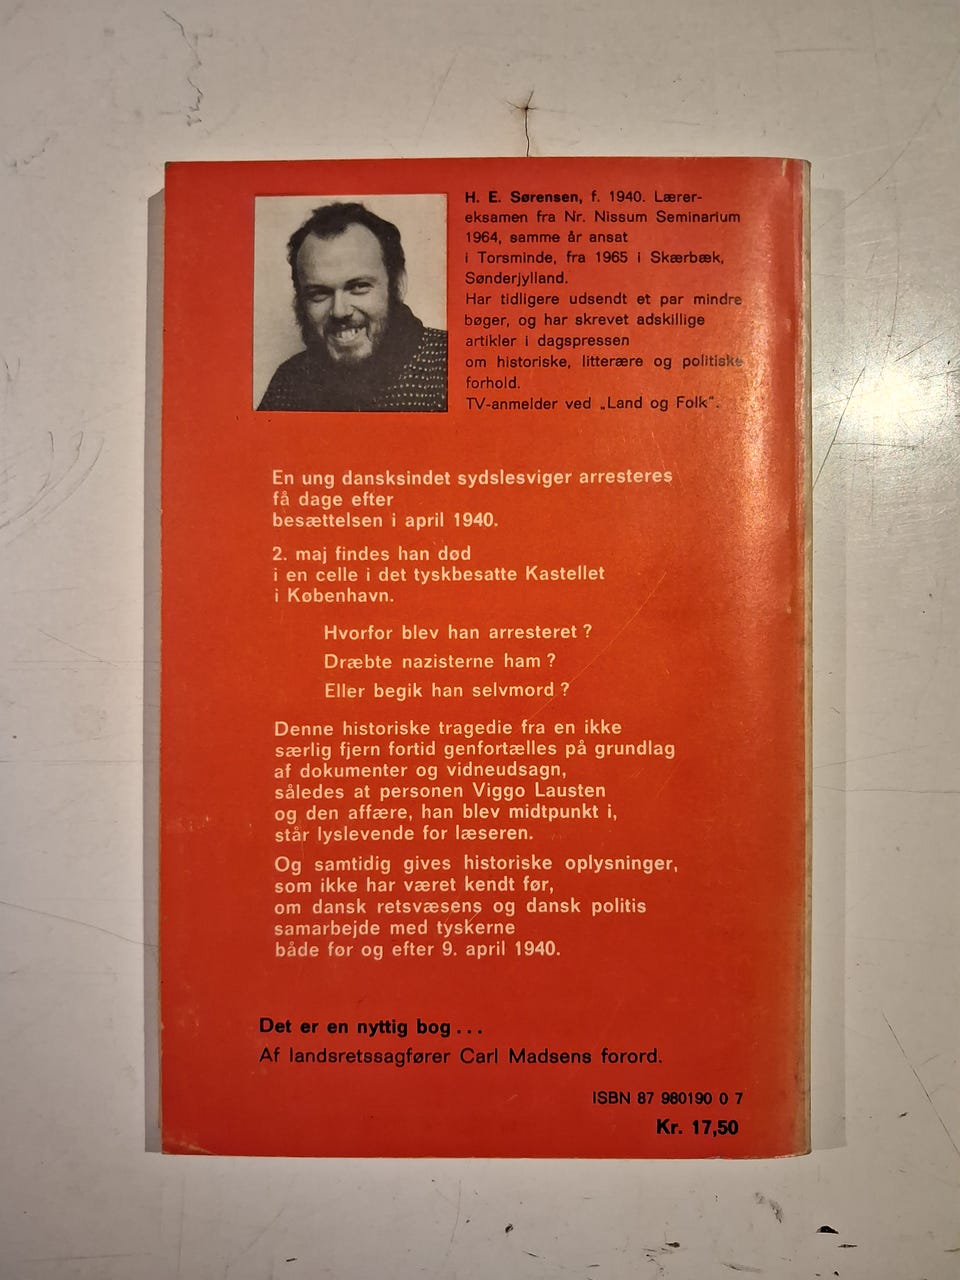 H. E. Sørensen, f. 1940. Lærer-
eksamen fra Nr. Nissum Seminarium
1964, samme år ansat
i Torsminde, fra 1965 i Skærbæk,
Sønderjylland.
Har tidligere udsendt et par mindre
bøger, og har skrevet adskillige
artikler i dagspressen
om historiske, litterære og politiske
forhold.
TV-anmelder ved „Land og Folk".
En ung dansksindet sydslesviger arresteres
få dage efter
besættelsen i april 1940.
2. maj findes han død
i en celle i det tyskbesatte Kastellet
i København.
Hvorfor blev han arresteret ?
Dræbte nazisterne ham ?
Eller begik han selvmord ?
Denne historiske tragedie fra en ikke
særlig fjern fortid genfortælles på grundlag
af dokumenter og vidneudsagn,
således at personen Viggo Lausten
og den affære, han blev midtpunkt i,
står lyslevende for læseren.
Og samtidig gives historiske oplysninger,
som ikke har været kendt før,
om dansk retsvæsens og dansk politis
samarbejde med tyskerne
både før og efter 9. april 1940.
Det er en nyttig bog ...
Af landsretssagfører Carl Madsens forord.
ISBN 87 980190 0 7
Kr. 17,50